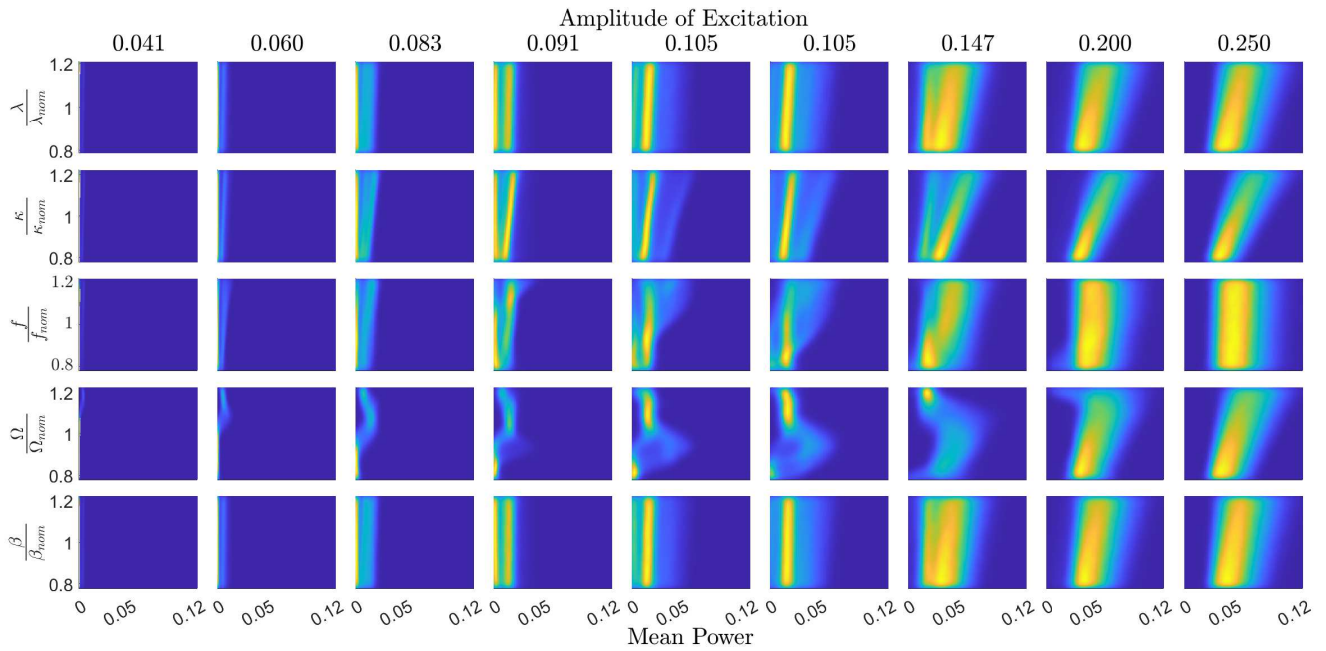 Amplitude of Excitation
0.041 0.060 0.083 0.091 0.105 0.105 0.147 0.200 0.250
1.2
λ
1
λnom
0.8
1.2
κ
1
κnom
0.8
1.2
f
1
fnom
0.8
1.2
Ω
1
Ωnom
0.8
1.2
β
1
βnom
0.8
0 0.05 0.12 0 0.05 0.12 0 0.05 0.12 0 0.05 0.12 0 0.05 0.12 0 0.05 0.12 0 0.05 0.12 0 0.05 0.12 0 0.05 0.12
Mean Power